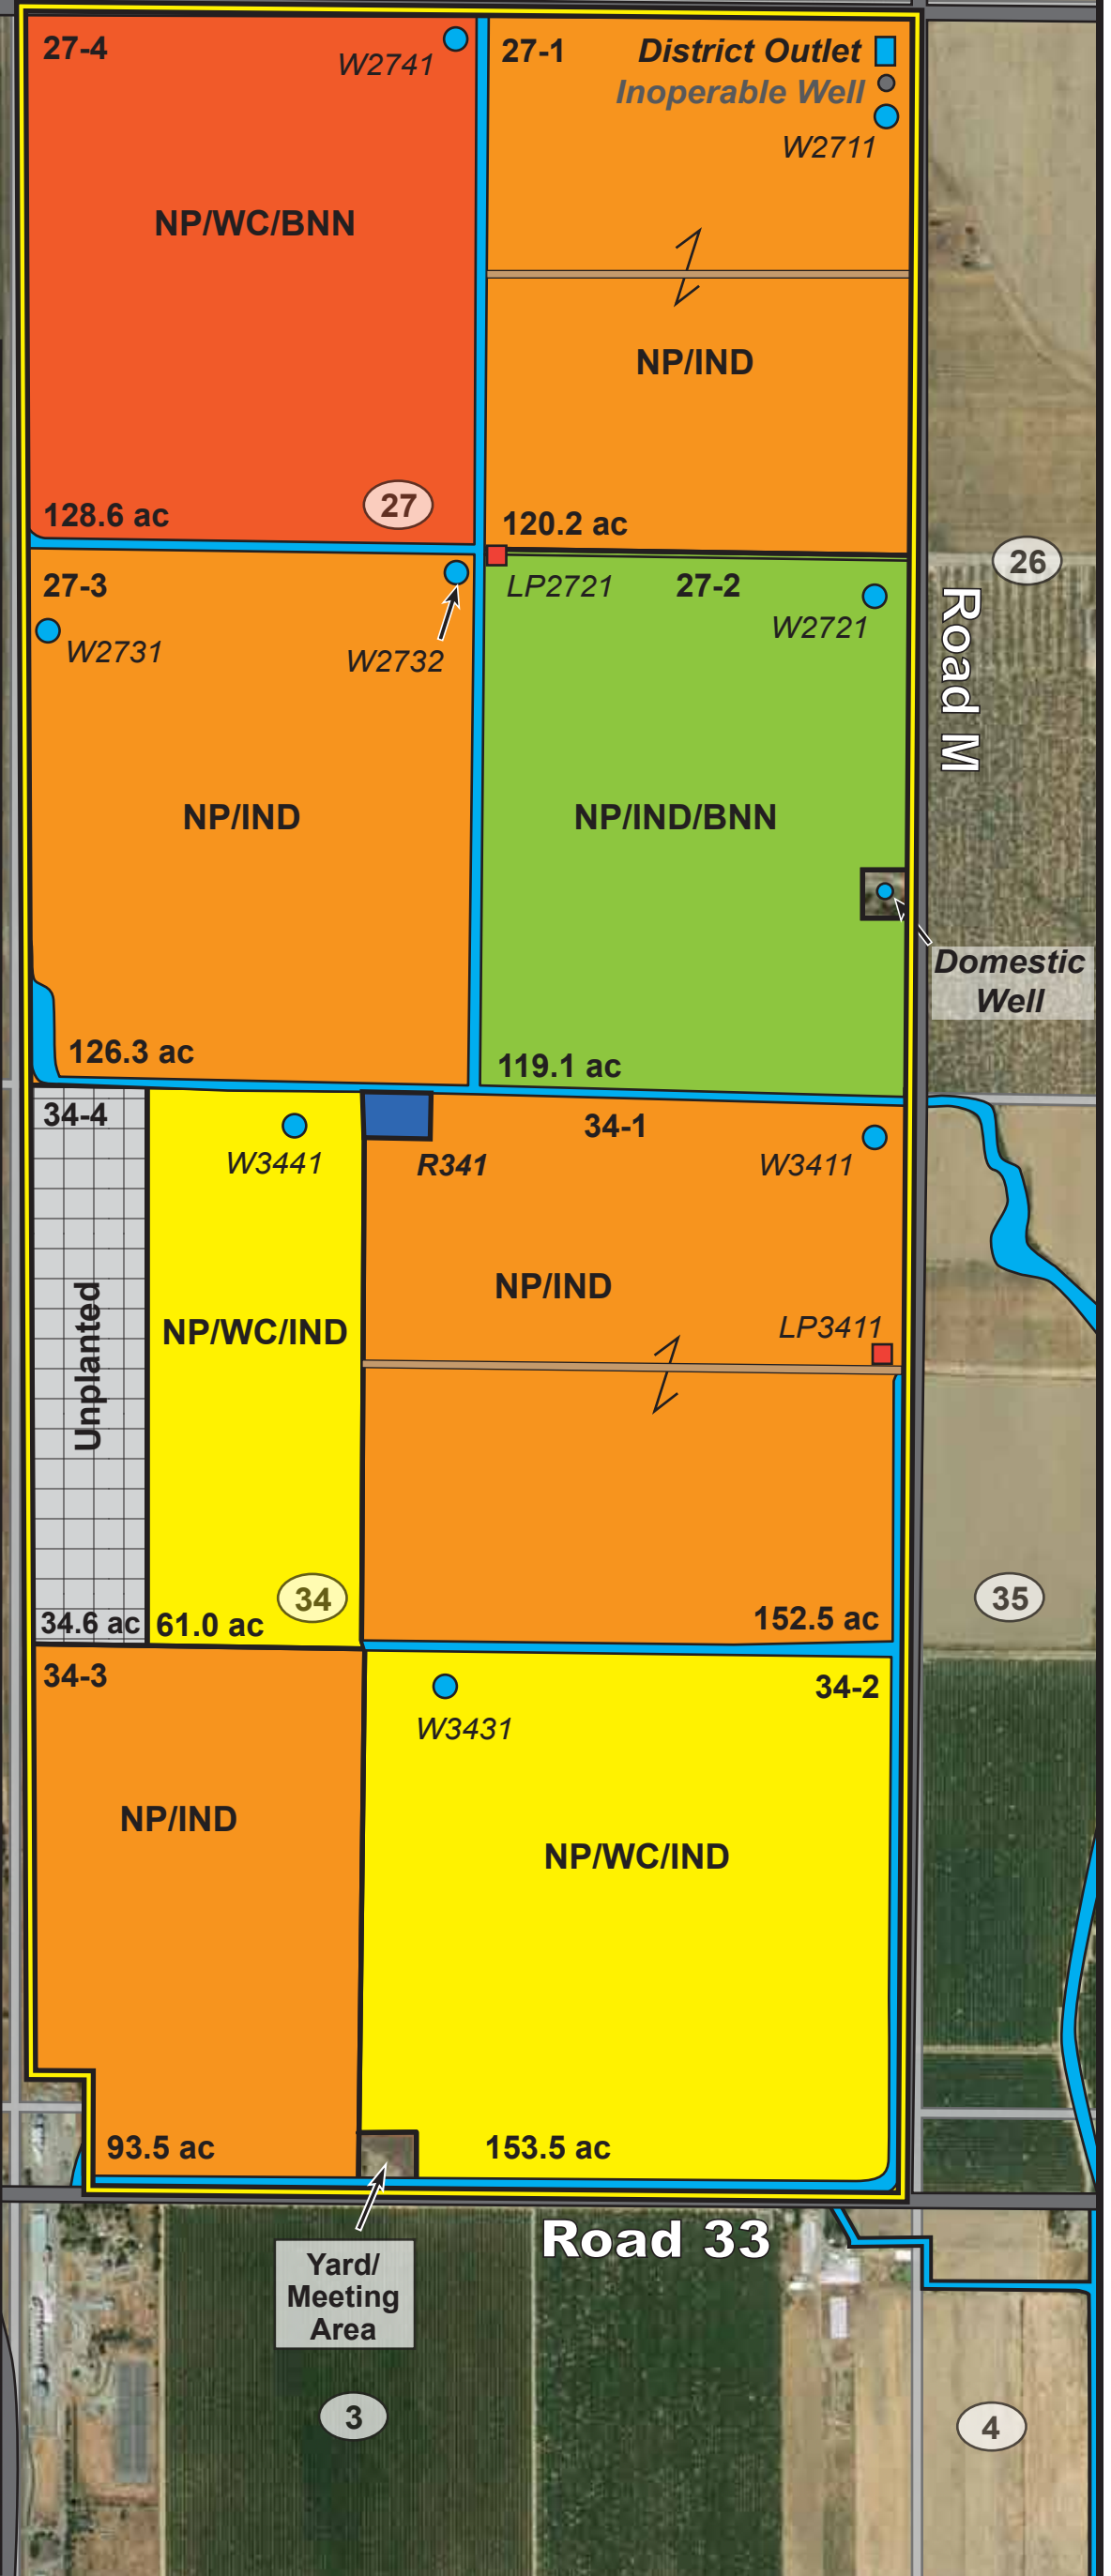 27-4
W2741
27-1
District Outlet
Inoperable Well
W2711
NP/WC/BNN
NP/IND
128.6 ac
27
120.2 ac
27-3
LP2721
27-2
26
W2721
W2731
W2732
Road M
NP/IND
NP/IND/BNN
Domestic
Well
126.3 ac
119.1 ac
34-4
34-1
W3441
R341
W3411
NP/IND
LP3411
Unplanted
NP/WC/IND
34
35
34.6 ac
61.0 ac
152.5 ac
34-3
34-2
W3431
NP/IND
NP/WC/IND
93.5 ac
153.5 ac
Road 33
Yard/
Meeting
Area
3
4